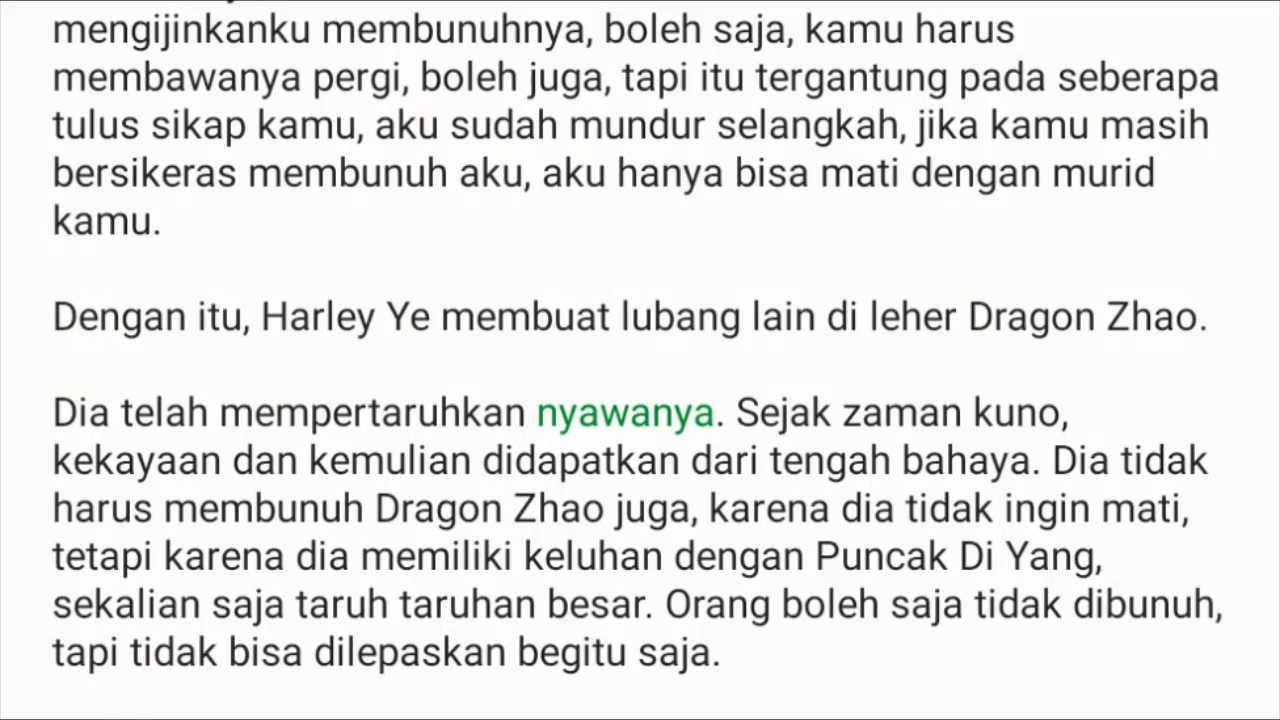 mengijinkanku membunuhnya, boleh saja, kamu harus
membawanya pergi, boleh juga, tapi itu tergantung pada seberapa
tulus sikap kamu, aku sudah mundur selangkah, jika kamu masih
bersikeras membunuh aku, aku hanya bisa mati dengan murid
kamu.
Dengan itu, Harley Ye membuat lubang lain di leher Dragon Zhao.
Dia telah mempertaruhkan nyawanya. Sejak zaman kuno,
kekayaan dan kemulian didapatkan dari tengah bahaya. Dia tidak
harus membunuh Dragon Zhao juga, karena dia tidak ingin mati,
tetapi karena dia memiliki keluhan dengan Puncak Di Yang,
sekalian saja taruh taruhan besar. Orang boleh saja tidak dibunuh,
tapi tidak bisa dilepaskan begitu saja.